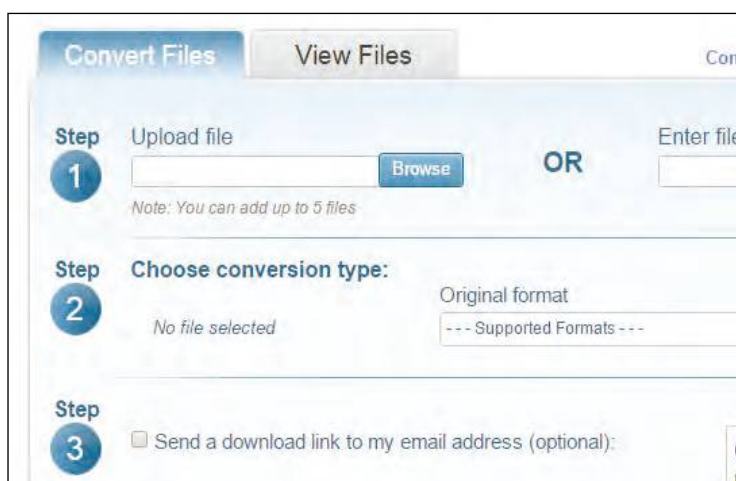 Convert Files View Files
Step 1
Upload file
Browse
OR
Enter file
Note: You can add up to 5 files
Step 2
Choose conversion type:
Original format
No file selected
--- Supported Formats ---
Step 3
Send a download link to my email address (optional):